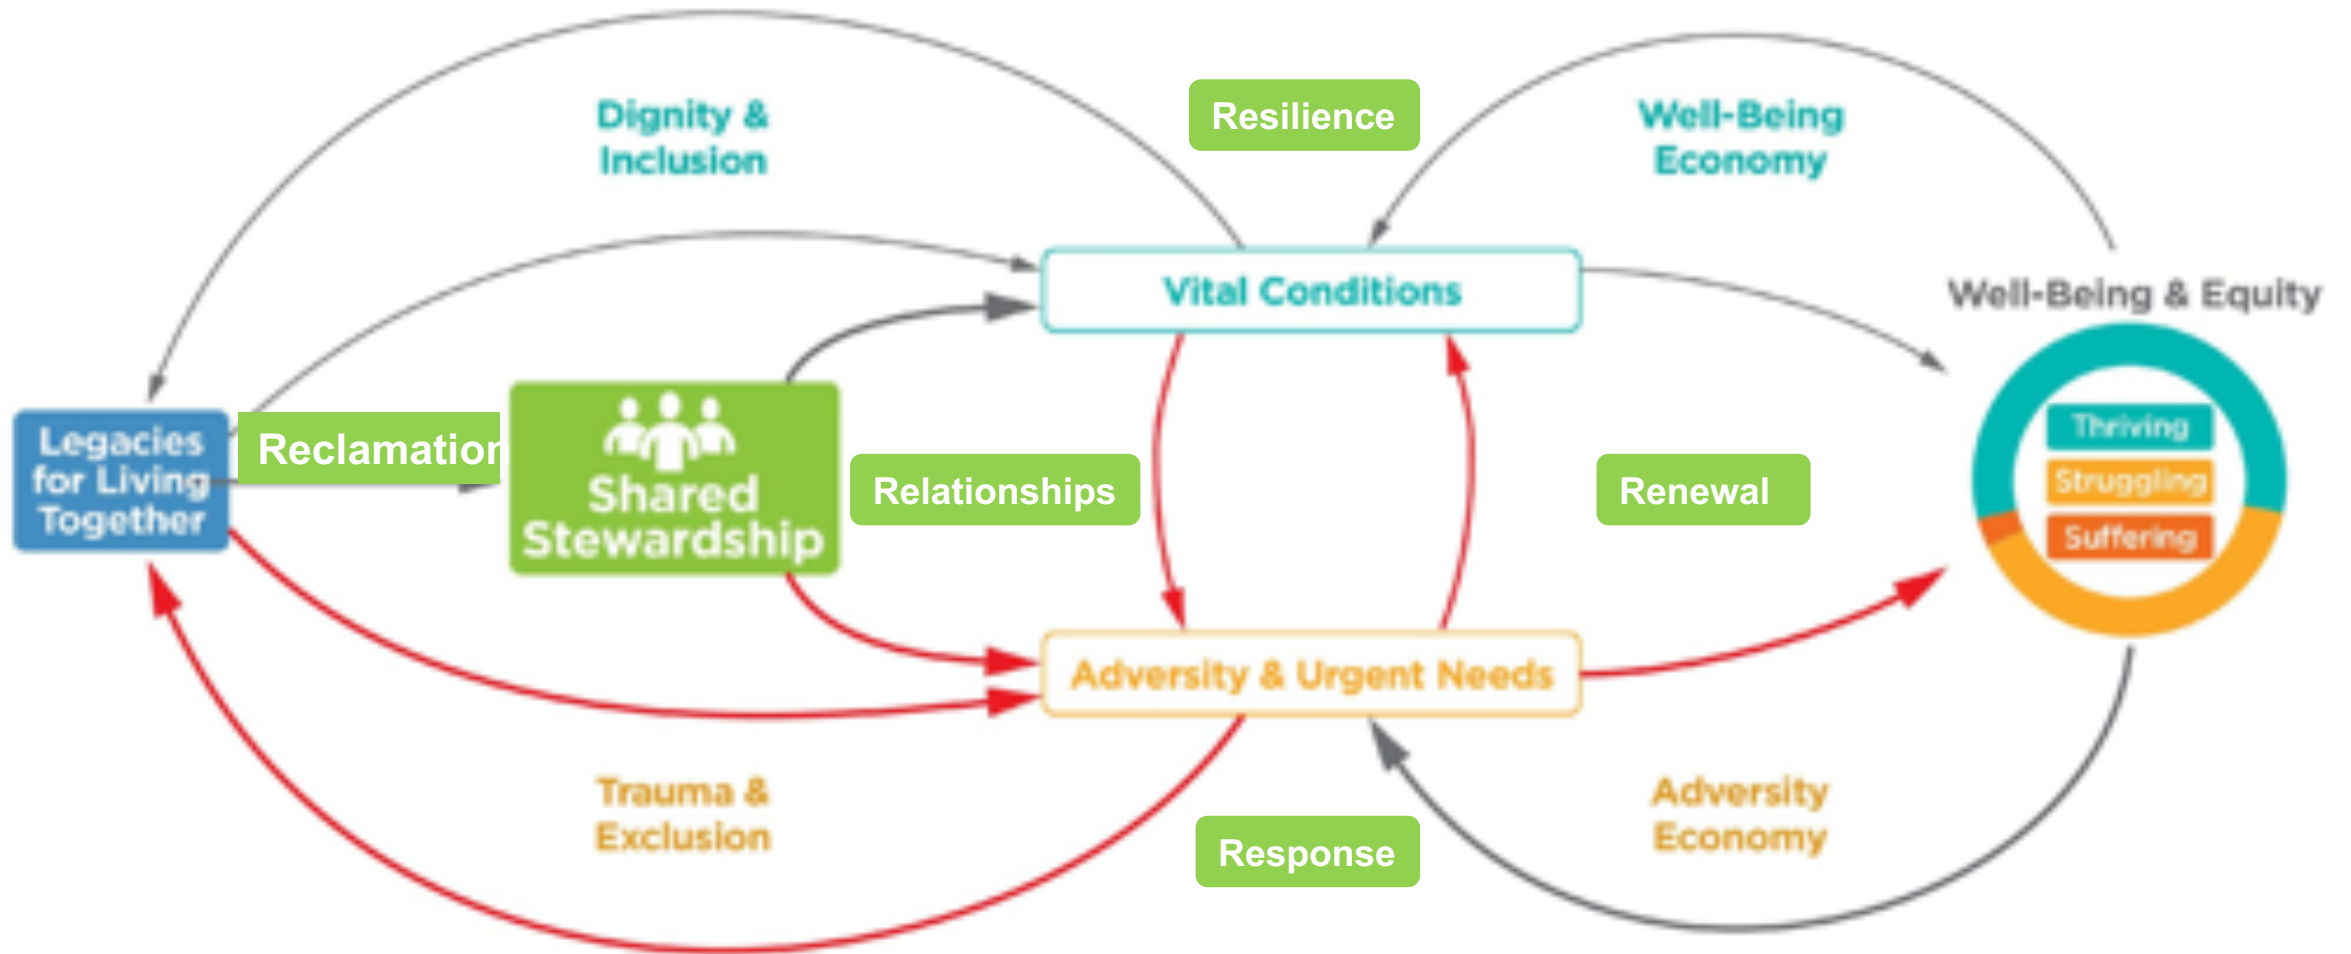 Dignity &
Inclusion
Resilience
Well-Being
Economy
Vital Conditions
Well-Being & Equity
Legacies
for Living
Together
Reclamation
Shared
Stewardship
Relationships
Renewal
Thriving
Struggling
Suffering
Adversity & Urgent Needs
Trauma &
Exclusion
Response
Adversity
Economy